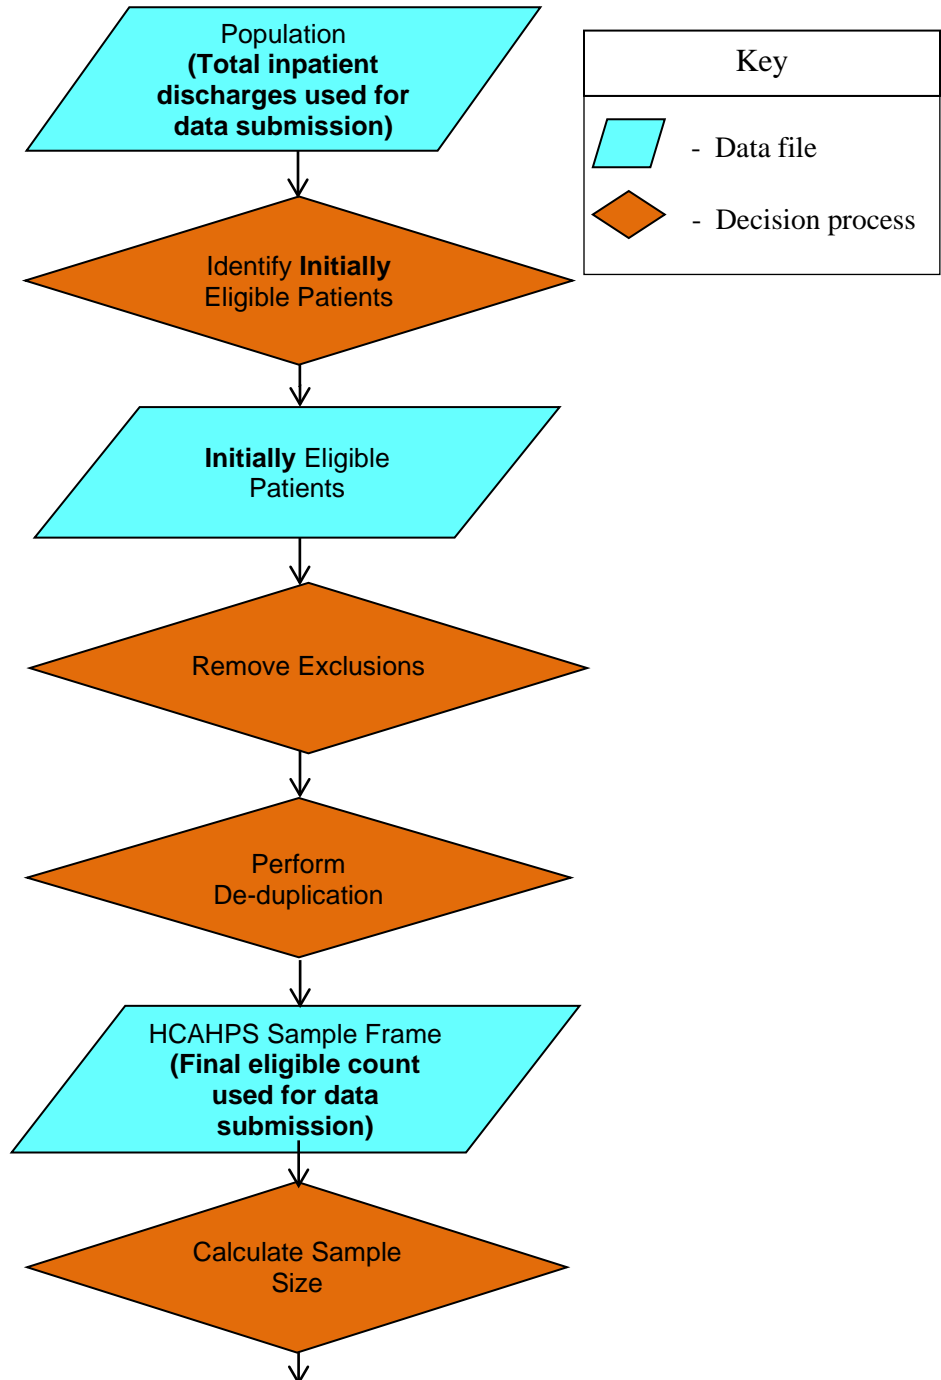 Population
(Total inpatient
discharges used for
data submission)
Key
- Data file
- Decision process
Identify Initially
Eligible Patients
Initially Eligible
Patients
Remove Exclusions
Perform
De-duplication
HCAHPS Sample Frame
(Final eligible count
used for data
submission)
Calculate Sample
Size